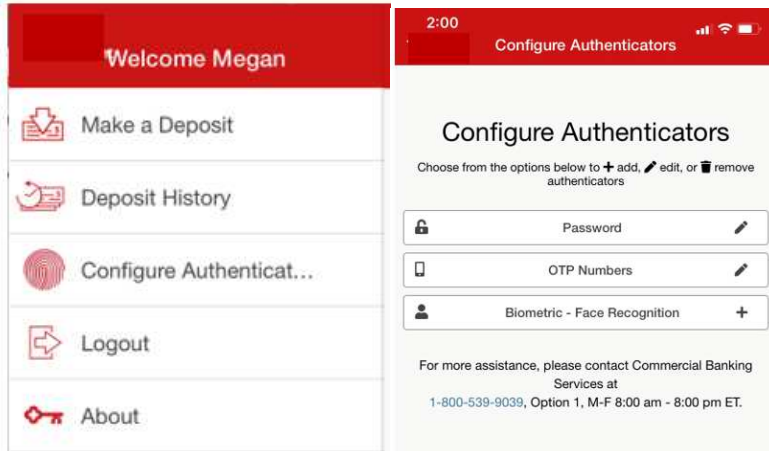 Welcome Megan
Make a Deposit
Deposit History
Configure Authenticat...
Logout
About
2:00
Configure Authenticators
Configure Authenticators
Choose from the options below to + add, edit, or remove
authenticators
Password
OTP Numbers
Biometric - Face Recognition +
For more assistance, please contact Commercial Banking
Services at
1-800-539-9039, Option 1, M-F 8:00 am - 8:00 pm ET.